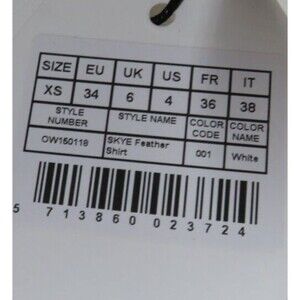 SIZE EU UK US FR IT
XS 34 6 4 36 38
STYLE NUMBER STYLE NAME COLOR CODE COLOR NAME
OW150118 SKYE Feather Shirt 001 White
5 713860 023724